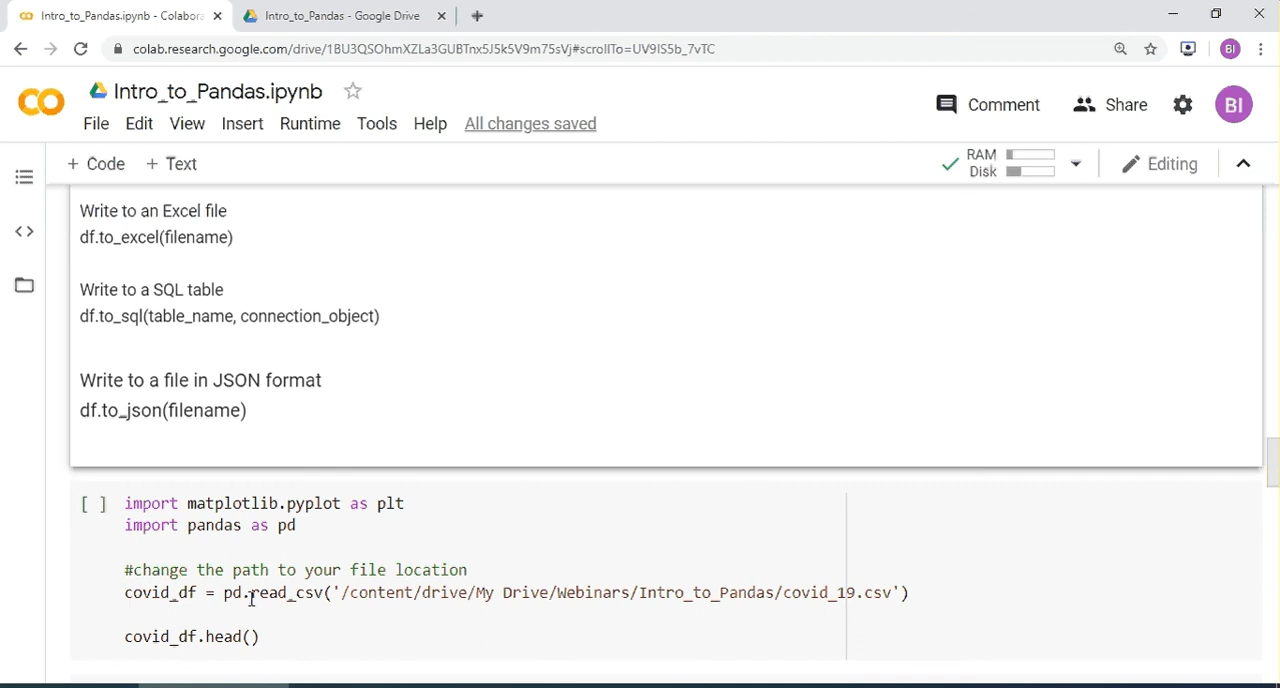 Intro_to_Pandas.ipynb - Colabora
Intro_to_Pandas - Google Drive
colab.research.google.com/drive/1BU3QSOhmXZLa3GUBTnx5J5k5V9m75sVj#scrollTo=UV9IS5b_7vTC
BI
Intro_to_Pandas.ipynb
Comment
Share
BI
File Edit View Insert Runtime Tools Help All changes saved
+ Code + Text
RAM
Disk
Editing
Write to an Excel file
df.to_excel(filename)
Write to a SQL table
df.to_sql(table_name, connection_object)
Write to a file in JSON format
df.to_json(filename)
[ ] import matplotlib.pyplot as plt
import pandas as pd
#change the path to your file location
covid_df = pd.read_csv('/content/drive/My Drive/Webinars/Intro_to_Pandas/covid_19.csv')
covid_df.head()